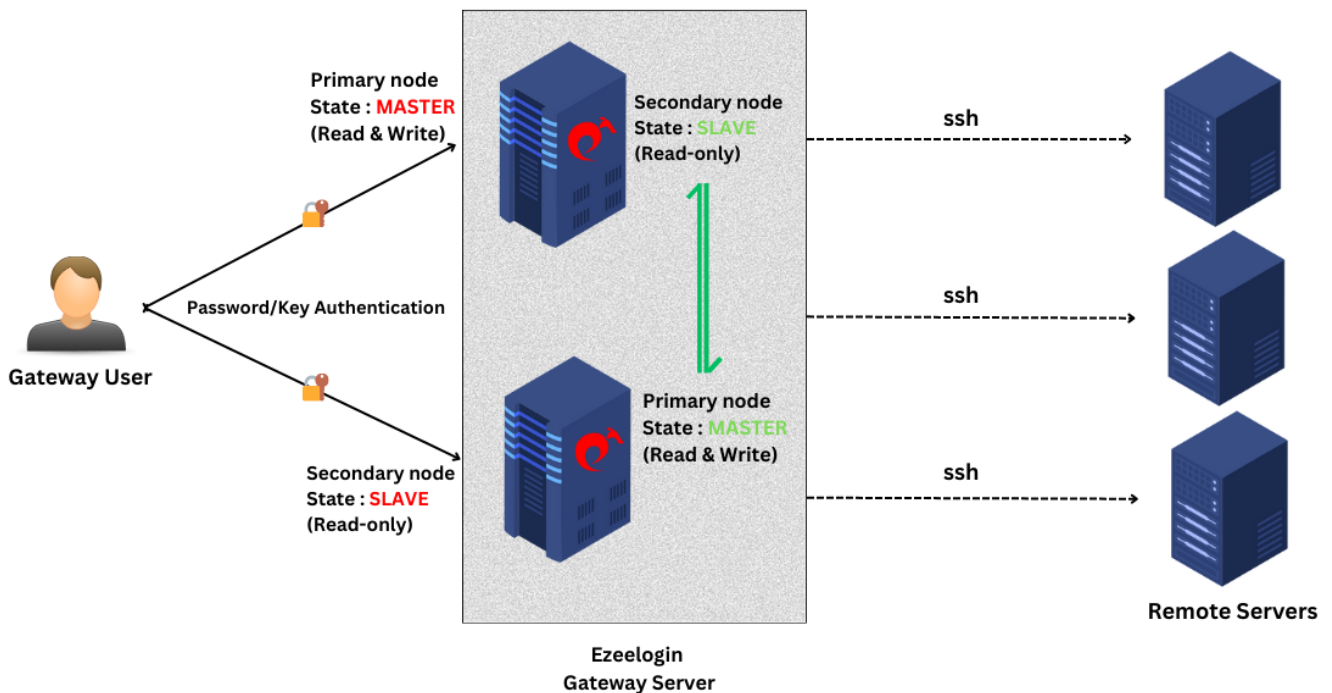 Primary node
State : MASTER
(Read & Write)
Secondary node
State : SLAVE
(Read-only)
ssh
Password/Key Authentication
ssh
Gateway User
Primary node
State : MASTER
(Read & Write)
Secondary node
State : SLAVE
(Read-only)
ssh
Remote Servers
Ezeelogin
Gateway Server